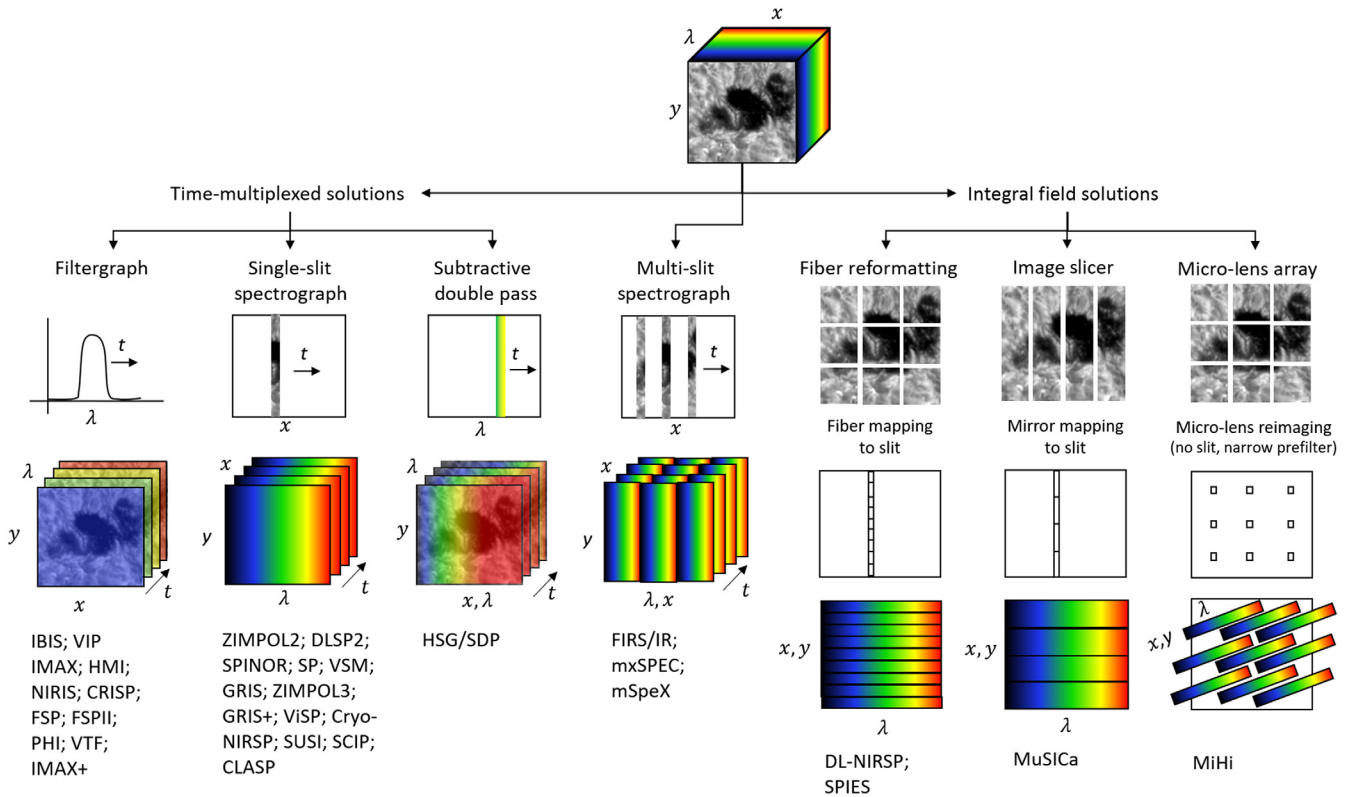 x
λ
y
Time-multiplexed solutions
Integral field solutions
Filtergraph
t
λ
λ
y
x
t
IBIS; VIP
IMAX; HMI;
NIRIS; CRISP;
FSP; FSPII;
PHI; VTF;
IMAX+
Single-slit
spectrograph
t
x
x
y
λ
t
ZIMPOL2; DLSP2;
SPINOR; SP; VSM;
GRIS; ZIMPOL3;
GRIS+; ViSP; Cryo-
NIRSP; SUSI; SCIP;
CLASP
Subtractive
double pass
t
λ
λ
y
x, λ
t
HSG/SDP
Multi-slit
spectrograph
t
x
x
y
λ, x
t
FIRS/IR;
mxSPEC;
mSpeX
Fiber reformatting
Fiber mapping
to slit
x, y
λ
DL-NIRSP;
SPIES
Image slicer
Mirror mapping
to slit
x, y
λ
MuSICa
Micro-lens array
Micro-lens reimaging
(no slit, narrow prefilter)
λ
x,y
MiHi